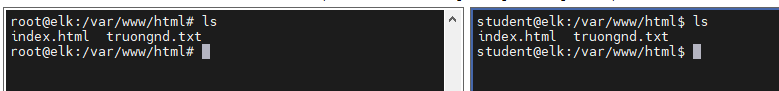 root@elk:/var/www/html# ls
index.html  truongnd.txt
root@elk:/var/www/html#
student@elk:/var/www/html$ ls
index.html  truongnd.txt
student@elk:/var/www/html$